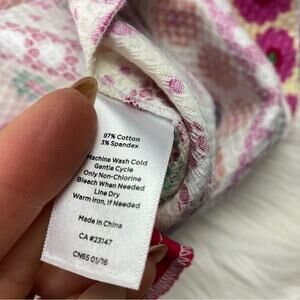 97% Cotton
3% Spandex
Machine Wash Cold
Gentle Cycle
Only Non-Chlorine
Bleach When Needed
Line Dry
Warm Iron, If Needed
Made in China
CA #23147
CN65 01/16